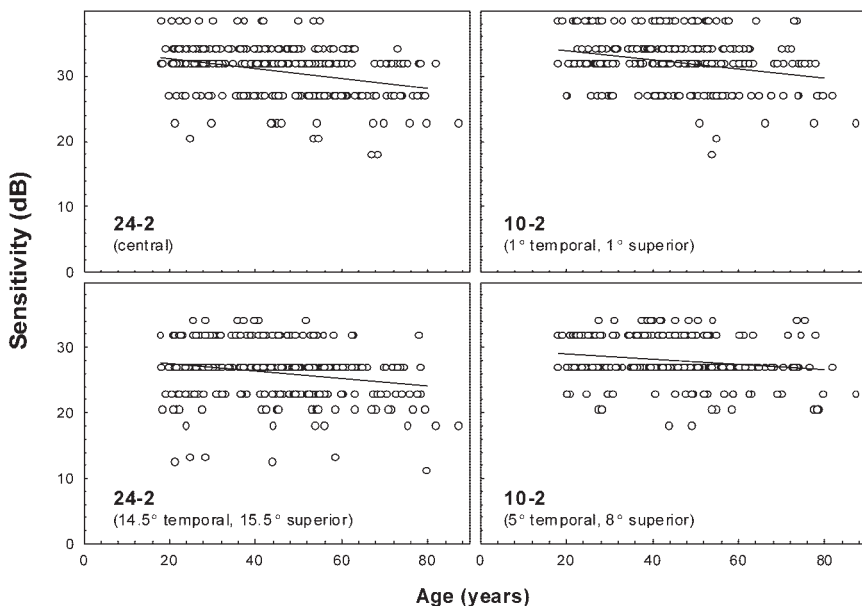 Sensitivity (dB)
30
20
10
0
24-2
(central)
10-2
(1° temporal, 1° superior)
30
20
10
0
24-2
(14.5° temporal, 15.5° superior)
10-2
(5° temporal, 8° superior)
0 20 40 60 80 0 20 40 60 80
Age (years)